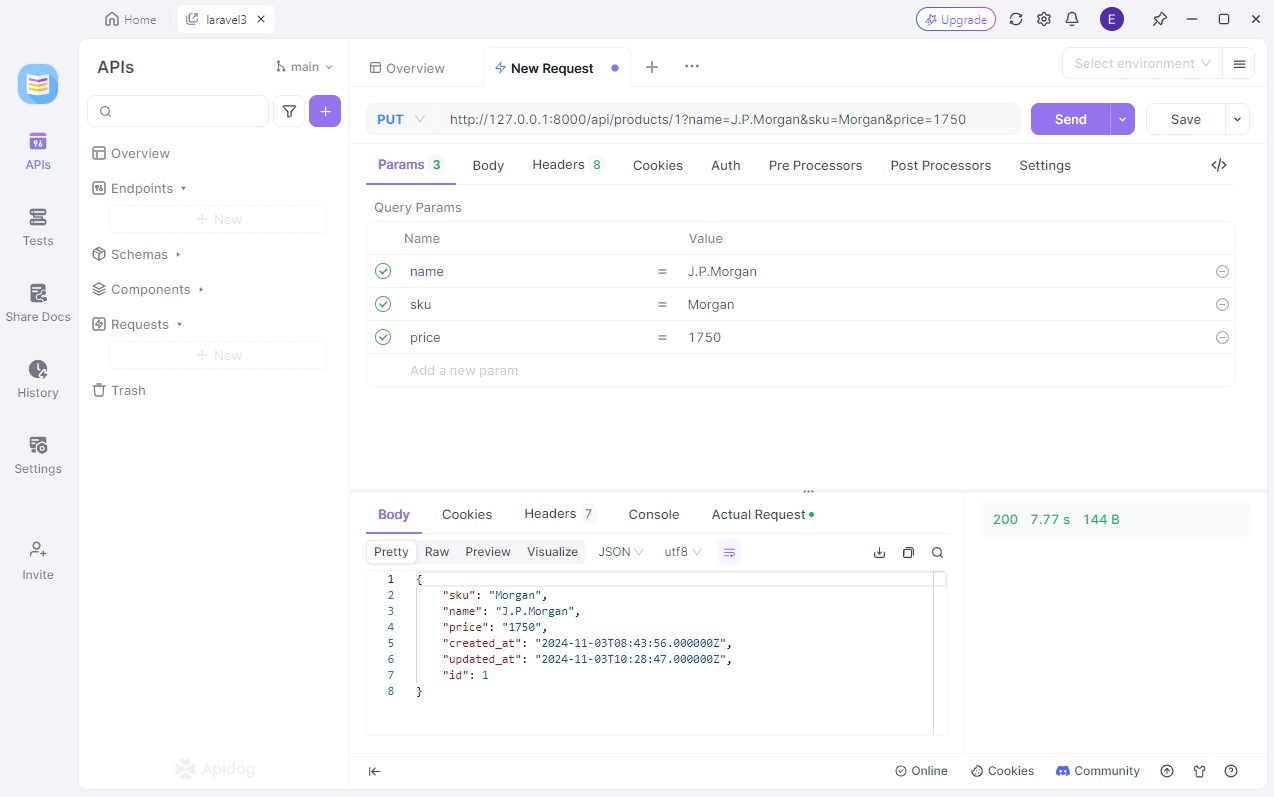 Home
laravel3
Upgrade
E
APIs
main
Overview
New Request
Select environment
PUT
http://127.0.0.1:8000/api/products/1?name=J.P.Morgan&sku=Morgan&price=1750
Send
Save
APIs
Tests
Share Docs
History
Settings
Invite
Overview
Endpoints
+ New
Schemas
Components
Requests
+ New
Trash
Apidog
Params 3
Body
Headers 8
Cookies
Auth
Pre Processors
Post Processors
Settings
Query Params
Name Value
name = J.P.Morgan
sku = Morgan
price = 1750
Add a new param
Body
Cookies
Headers 7
Console
Actual Request
200 7.77 s 144 B
Pretty
Raw
Preview
Visualize
JSON
utf8
1 {
2 "sku": "Morgan",
3 "name": "J.P.Morgan",
4 "price": "1750",
5 "created_at": "2024-11-03T08:43:56.000000Z",
6 "updated_at": "2024-11-03T10:28:47.000000Z",
7 "id": 1
8 }
Online
Cookies
Community